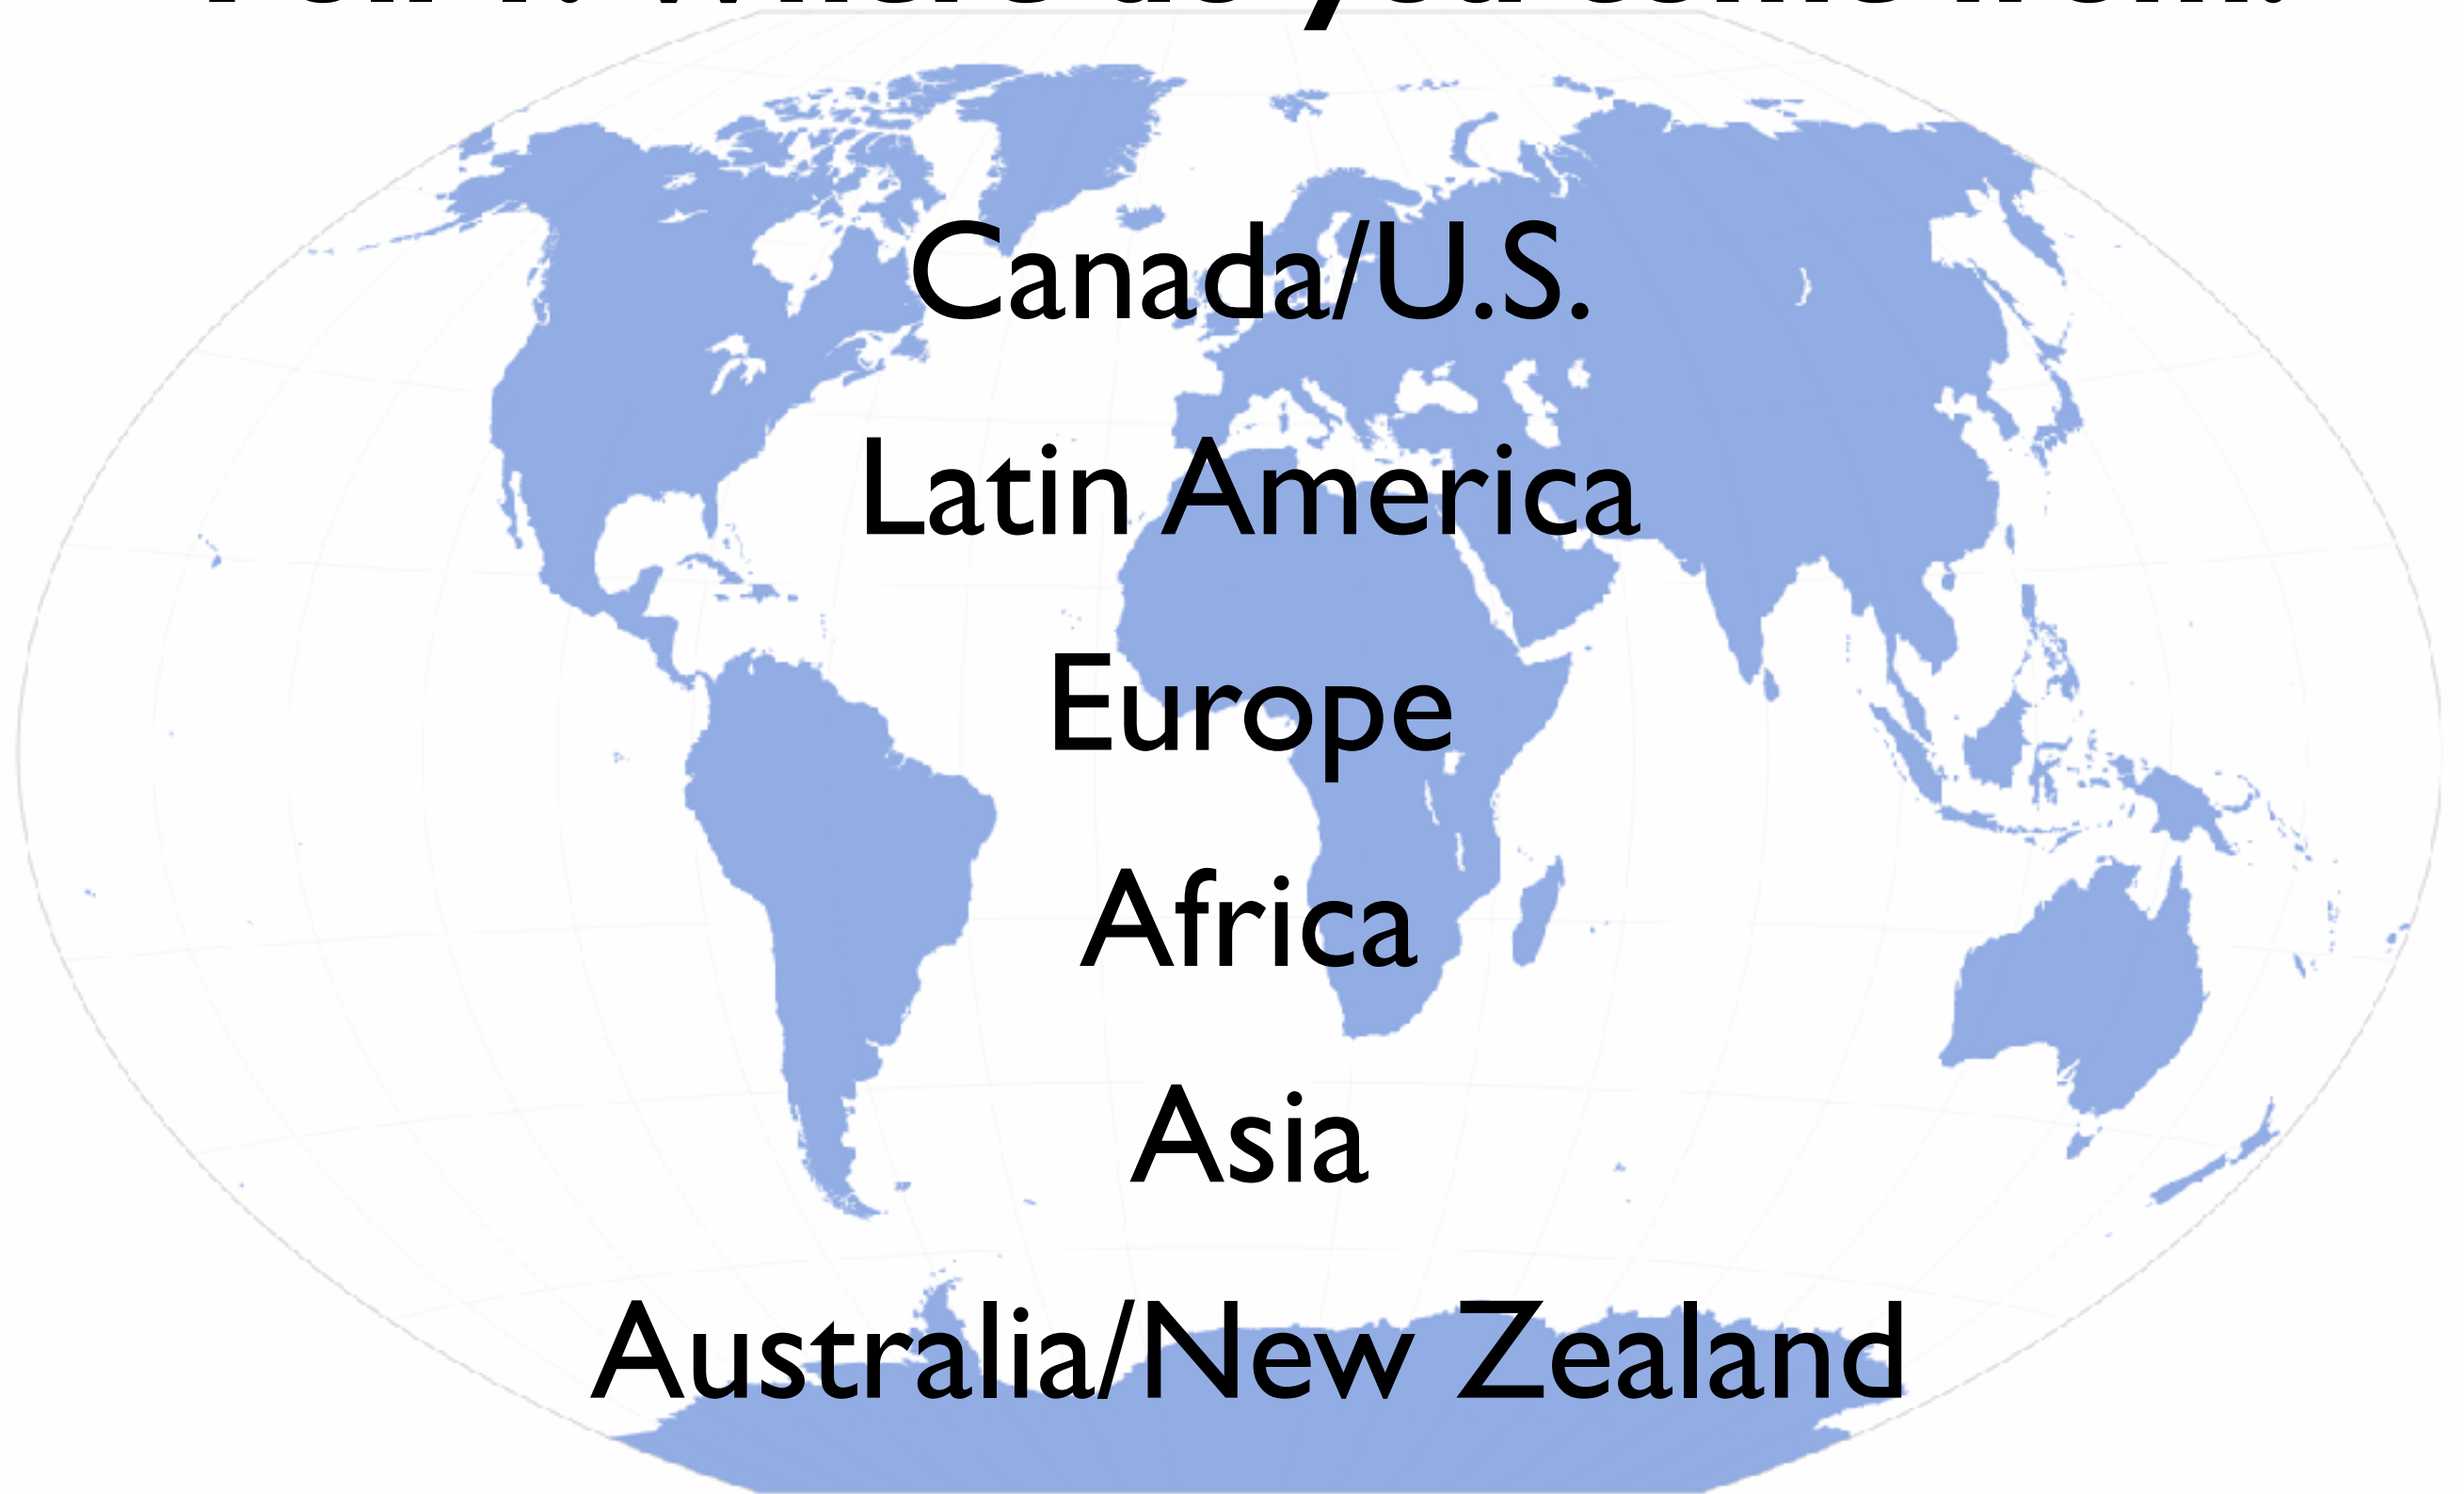 Canada/U.S.
Latin America
Europe
Africa
Asia
Australia/New Zealand